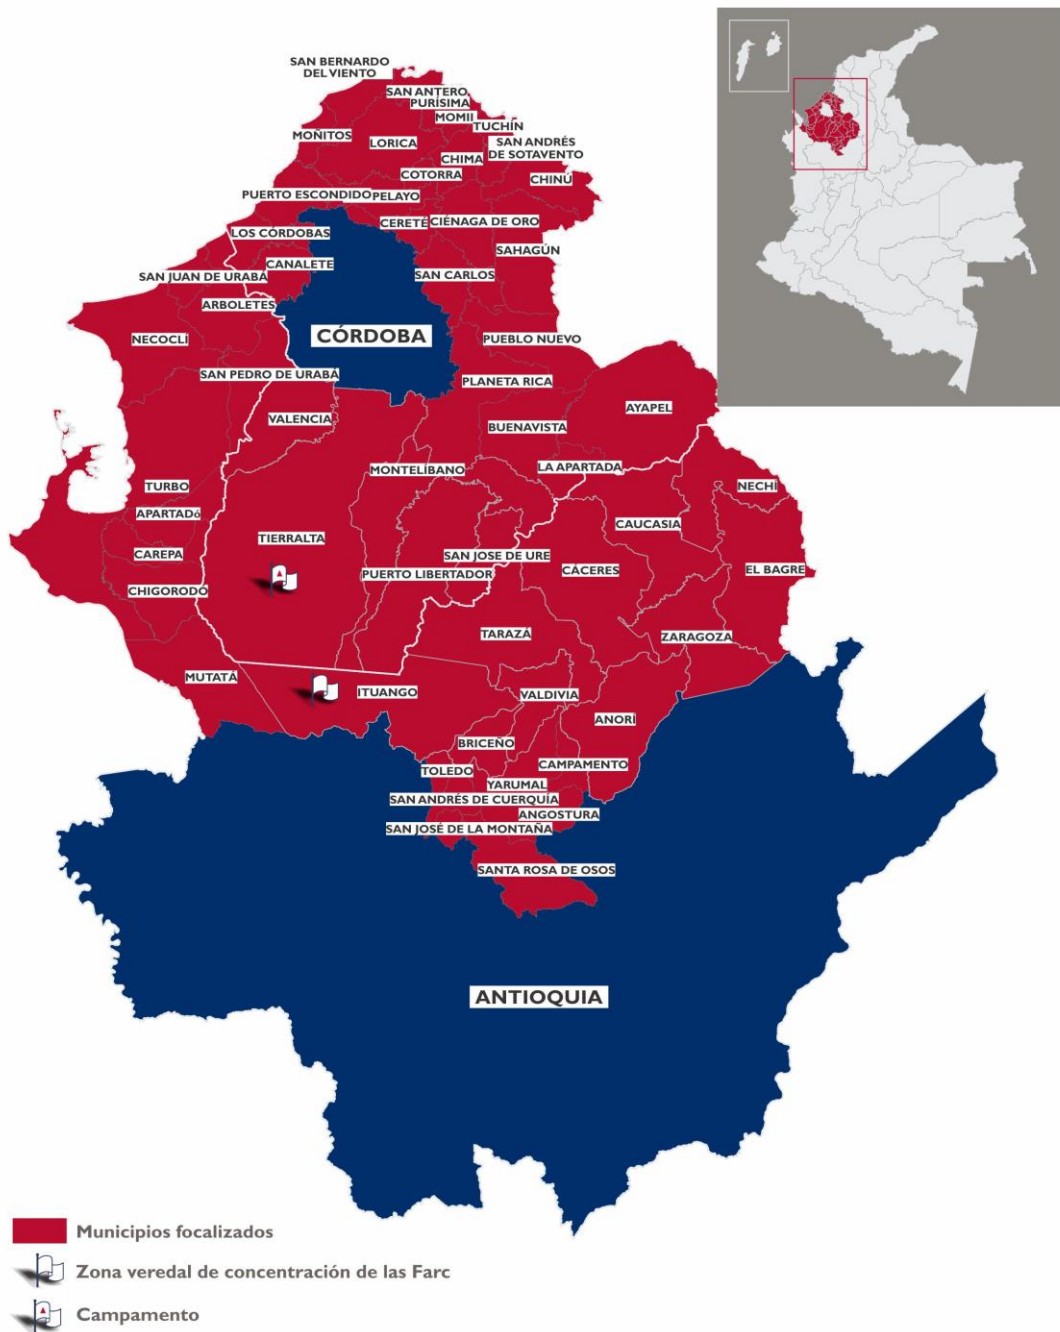 SAN BERNARDO
DEL VIENTO
SAN ANTERO
PURÍSIMA
MOMII
TUCHÍN
MOÑITOS
LORICA
SAN ANDRÉS
DE SOTAVENTO
CHIMA
COTORRA
CHINÚ
PUERTO ESCONDIDO
PELAYO
CERETÉ
CIÉNAGA DE ORO
LOS CÓRDOBAS
SAHAGÚN
CANALETE
SAN JUAN DE URABÁ
SAN CARLOS
ARBOLETES
CÓRDOBA
NECOCLÍ
PUEBLO NUEVO
SAN PEDRO DE URABÁ
PLANETA RICA
VALENCIA
AYAPEL
BUENAVISTA
MONTELÍBANO
LA APARTADA
TURBO
NECHÍ
APARTADó
CAUCASIA
TIERRALTA
CAREPA
SAN JOSE DE URE
CÁCERES
EL BAGRE
PUERTO LIBERTADOR
CHIGORODÓ
TARAZÁ
ZARAGOZA
MUTATÁ
ITUANGO
VALDIVIA
ANORÍ
BRICEÑO
TOLEDO
CAMPAMENTO
YARUMAL
SAN ANDRÉS DE CUERQUÍA
ANGOSTURA
SAN JOSÉ DE LA MONTAÑA
SANTA ROSA DE OSOS
ANTIOQUIA
Municipios focalizados
Zona veredal de concentración de las Farc
Campamento